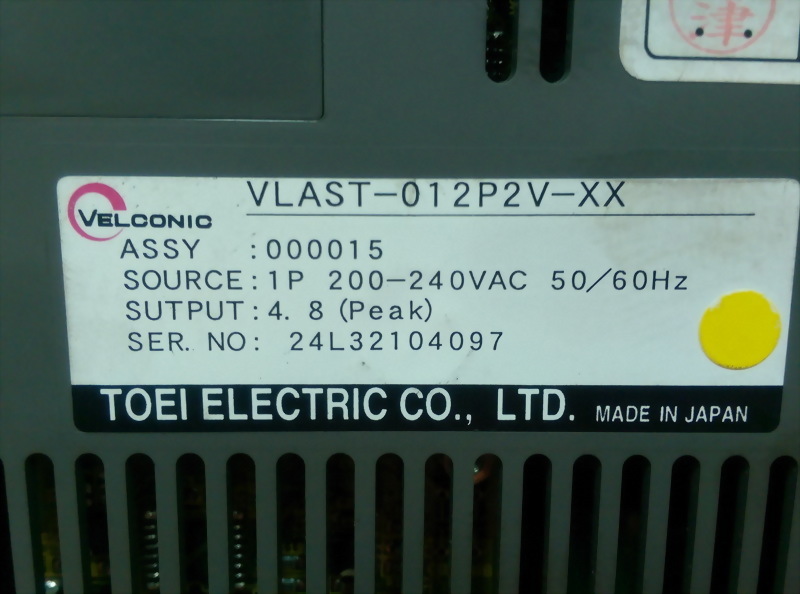 津
VELCONIC
VLAST-012P2V-XX
ASSY :000015
SOURCE:1P 200-240VAC 50/60Hz
SUTPUT:4. 8 (Peak)
SER. NO: 24L32104097
TOEI ELECTRIC CO., LTD. MADE IN JAPAN